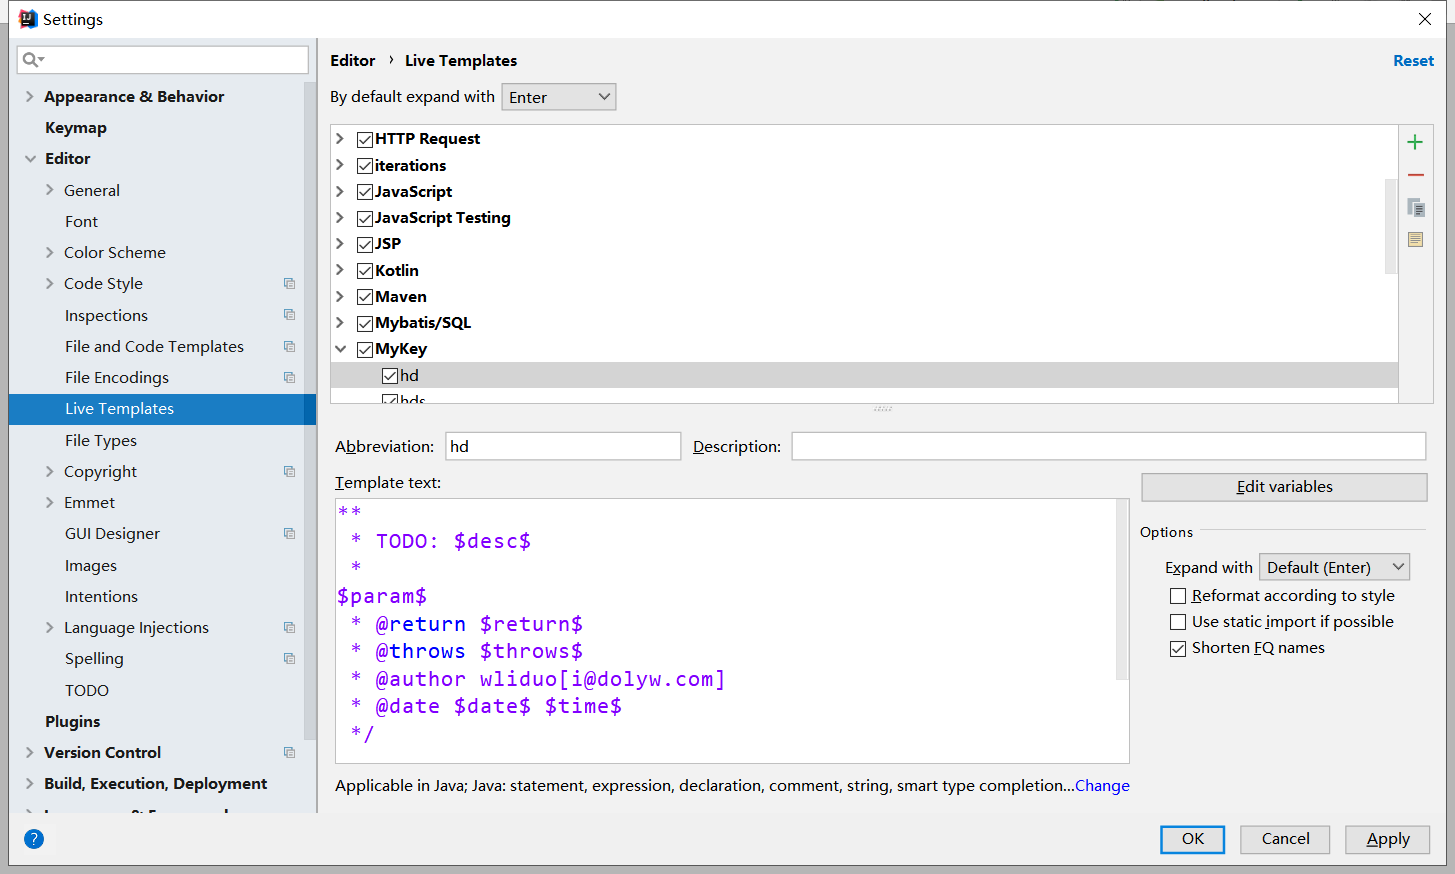 Settings
Editor › Live Templates
Reset
By default expand with Enter
Appearance & Behavior
Keymap
Editor
General
Font
Color Scheme
Code Style
Inspections
File and Code Templates
File Encodings
Live Templates
File Types
Copyright
Emmet
GUI Designer
Images
Intentions
Language Injections
Spelling
TODO
Plugins
Version Control
Build, Execution, Deployment
HTTP Request
iterations
JavaScript
JavaScript Testing
JSP
Kotlin
Maven
Mybatis/SQL
MyKey
hd
hds
Abbreviation: hd
Description:
Template text:
**
 * TODO: $desc$
 *
$param$
 * @return $return$
 * @throws $throws$
 * @author wliduo[i@dolyw.com]
 * @date $date$ $time$
 */
Edit variables
Options
Expand with Default (Enter)
Reformat according to style
Use static import if possible
Shorten FQ names
Applicable in Java; Java: statement, expression, declaration, comment, string, smart type completion...Change
?
OK
Cancel
Apply